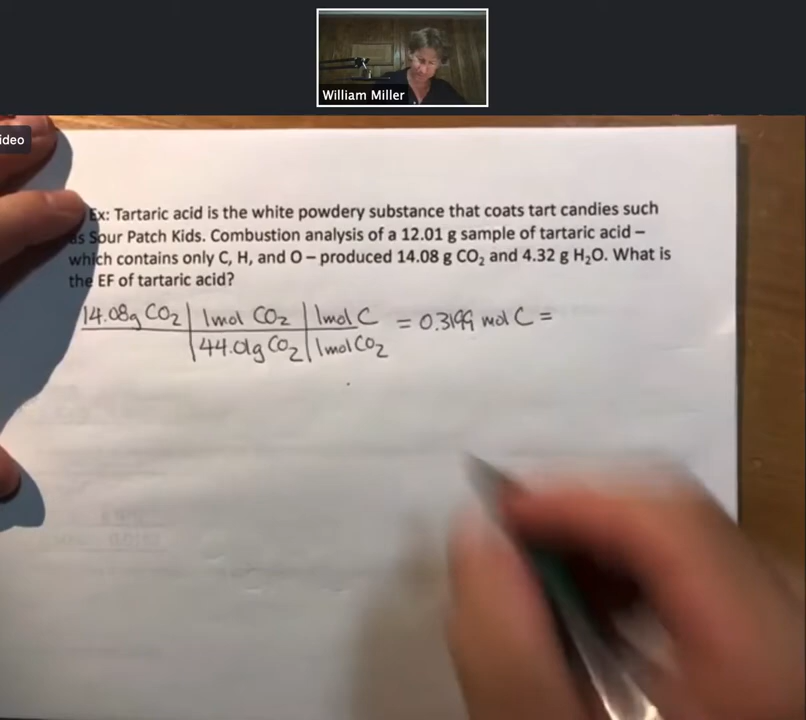 William Miller
ideo
Ex: Tartaric acid is the white powdery substance that coats tart candies such
as Sour Patch Kids. Combustion analysis of a 12.01 g sample of tartaric acid –
which contains only C, H, and O – produced 14.08 g CO₂ and 4.32 g H₂O. What is
the EF of tartaric acid?
14.08g CO₂ | 1mol CO₂ | 1mol C = 0.3199 mol C =
44.01g CO₂ | 1mol CO₂